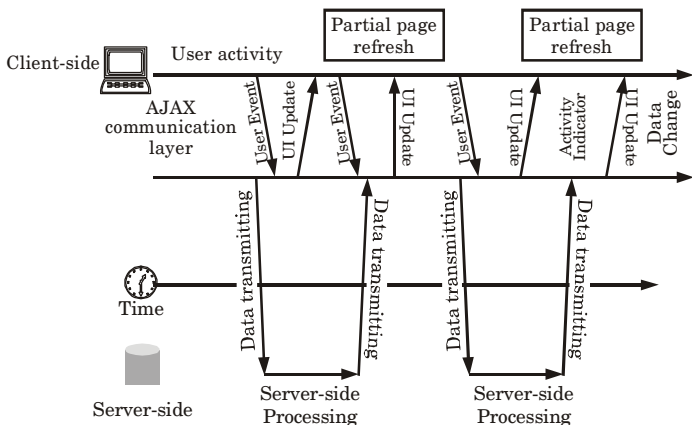 Partial page
refresh
Partial page
refresh
Client-side
User activity
AJAX
communication
layer
User Event
UI Update
User Event
UI Update
User Event
UI Update
Activity
Indicator
UI Update
Data
Change
Data transmitting
Data transmitting
Data transmitting
Data transmitting
Time
Server-side
Server-side
Processing
Server-side
Processing